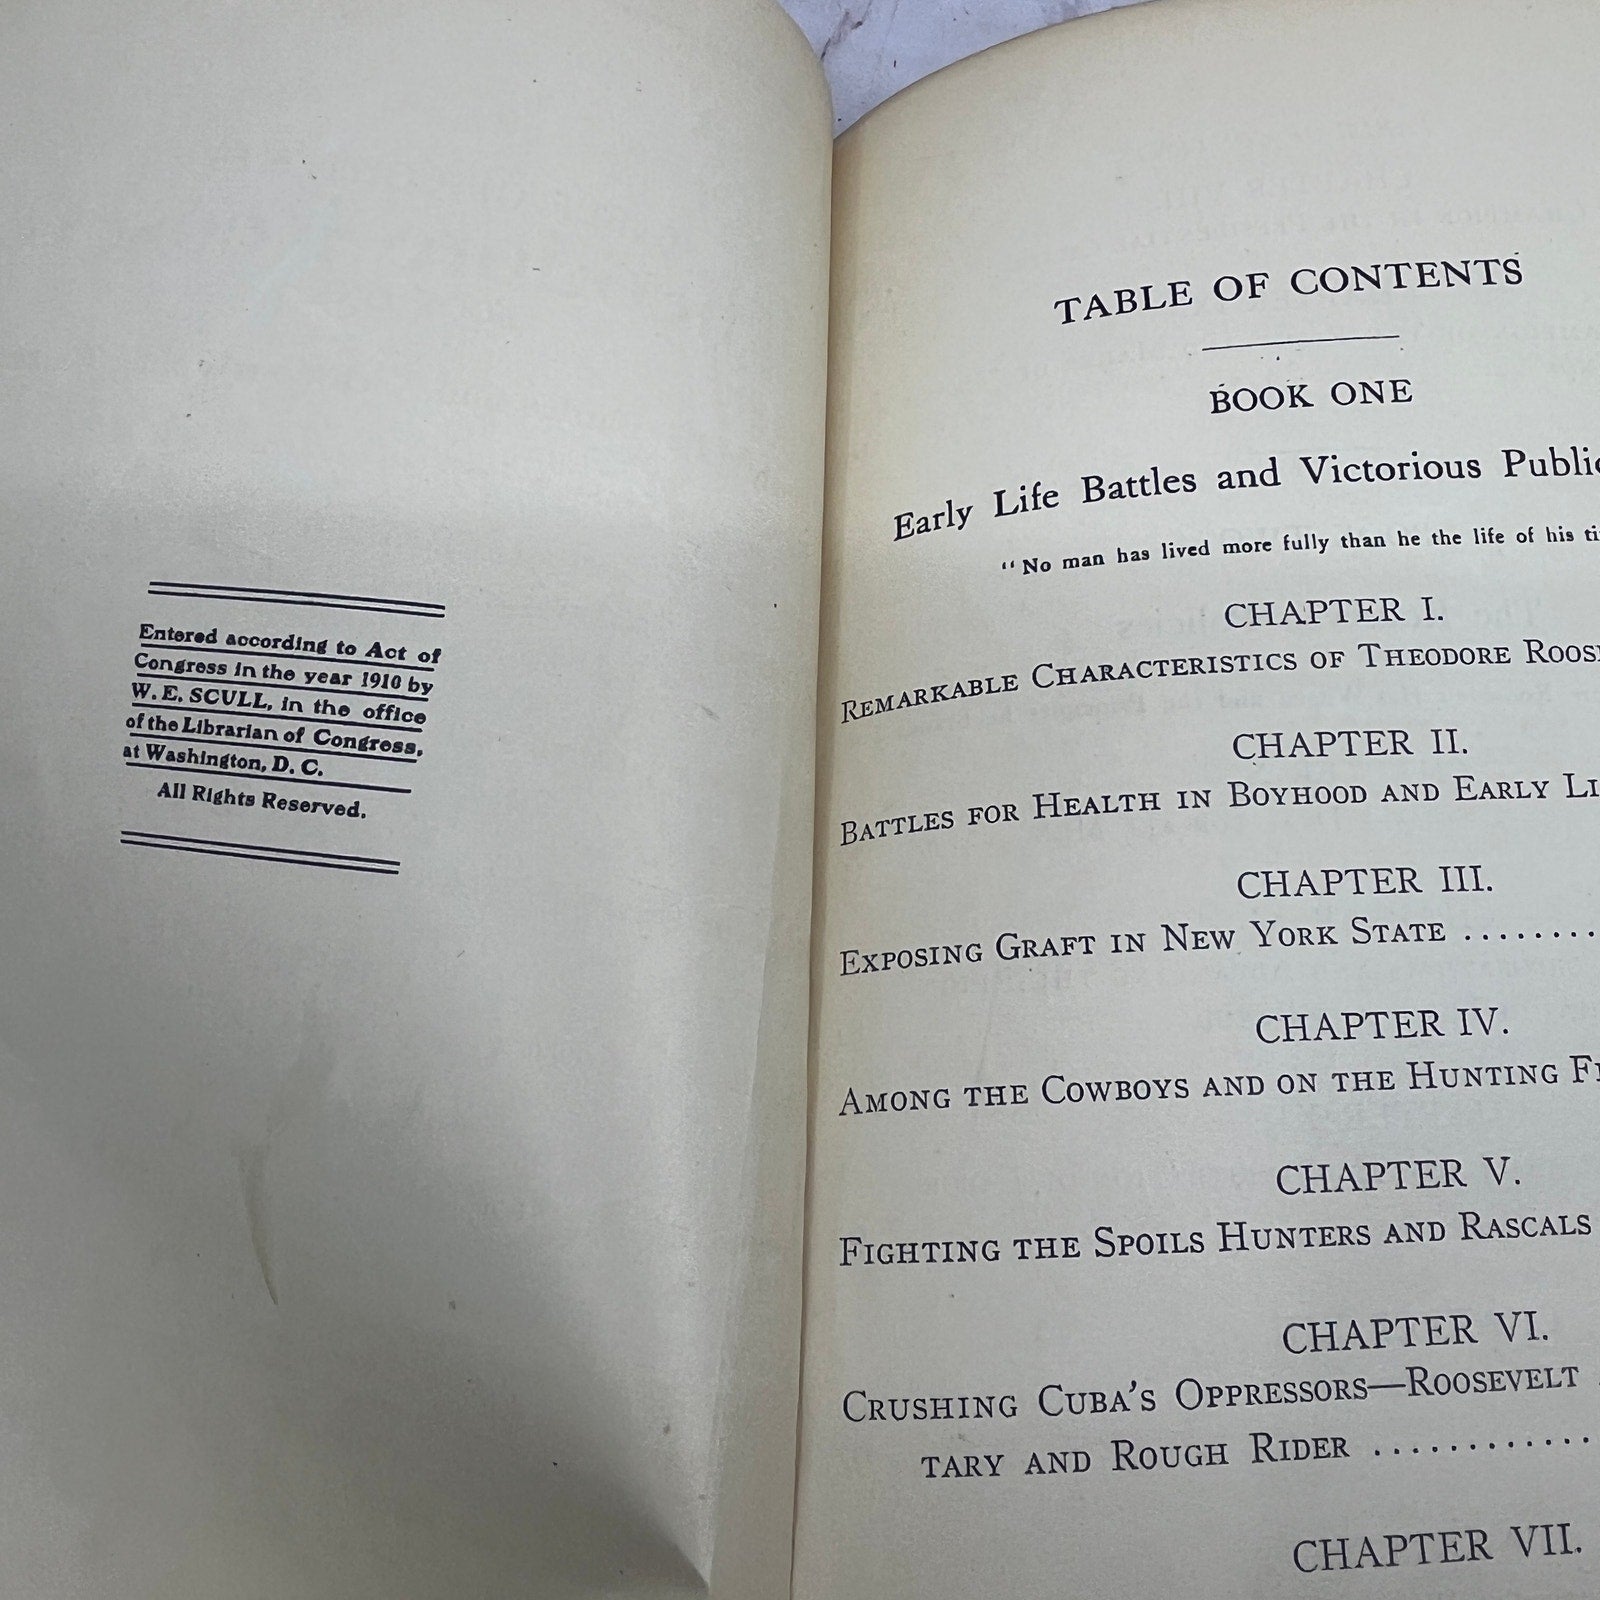 Entered according to Act of
Congress in the year 1910 by
W. E. SCULL, in the office
of the Librarian of Congress,
at Washington, D. C.
All Rights Reserved.
TABLE OF CONTENTS
BOOK ONE
Early Life Battles and Victorious Public
"No man has lived more fully than he the life of his
CHAPTER I.
REMARKABLE CHARACTERISTICS OF THEODORE
CHAPTER II.
BATTLES FOR HEALTH IN BOYHOOD AND EARLY
CHAPTER III.
EXPOSING GRAFT IN NEW YORK STATE ........
CHAPTER IV.
AMONG THE COWBOYS AND ON THE HUNTING
CHAPTER V.
FIGHTING THE SPOILS HUNTERS AND RASCALS
CHAPTER VI.
CRUSHING CUBA'S OPPRESSORS—ROOSEVELT
TARY AND ROUGH RIDER ............
CHAPTER VII.